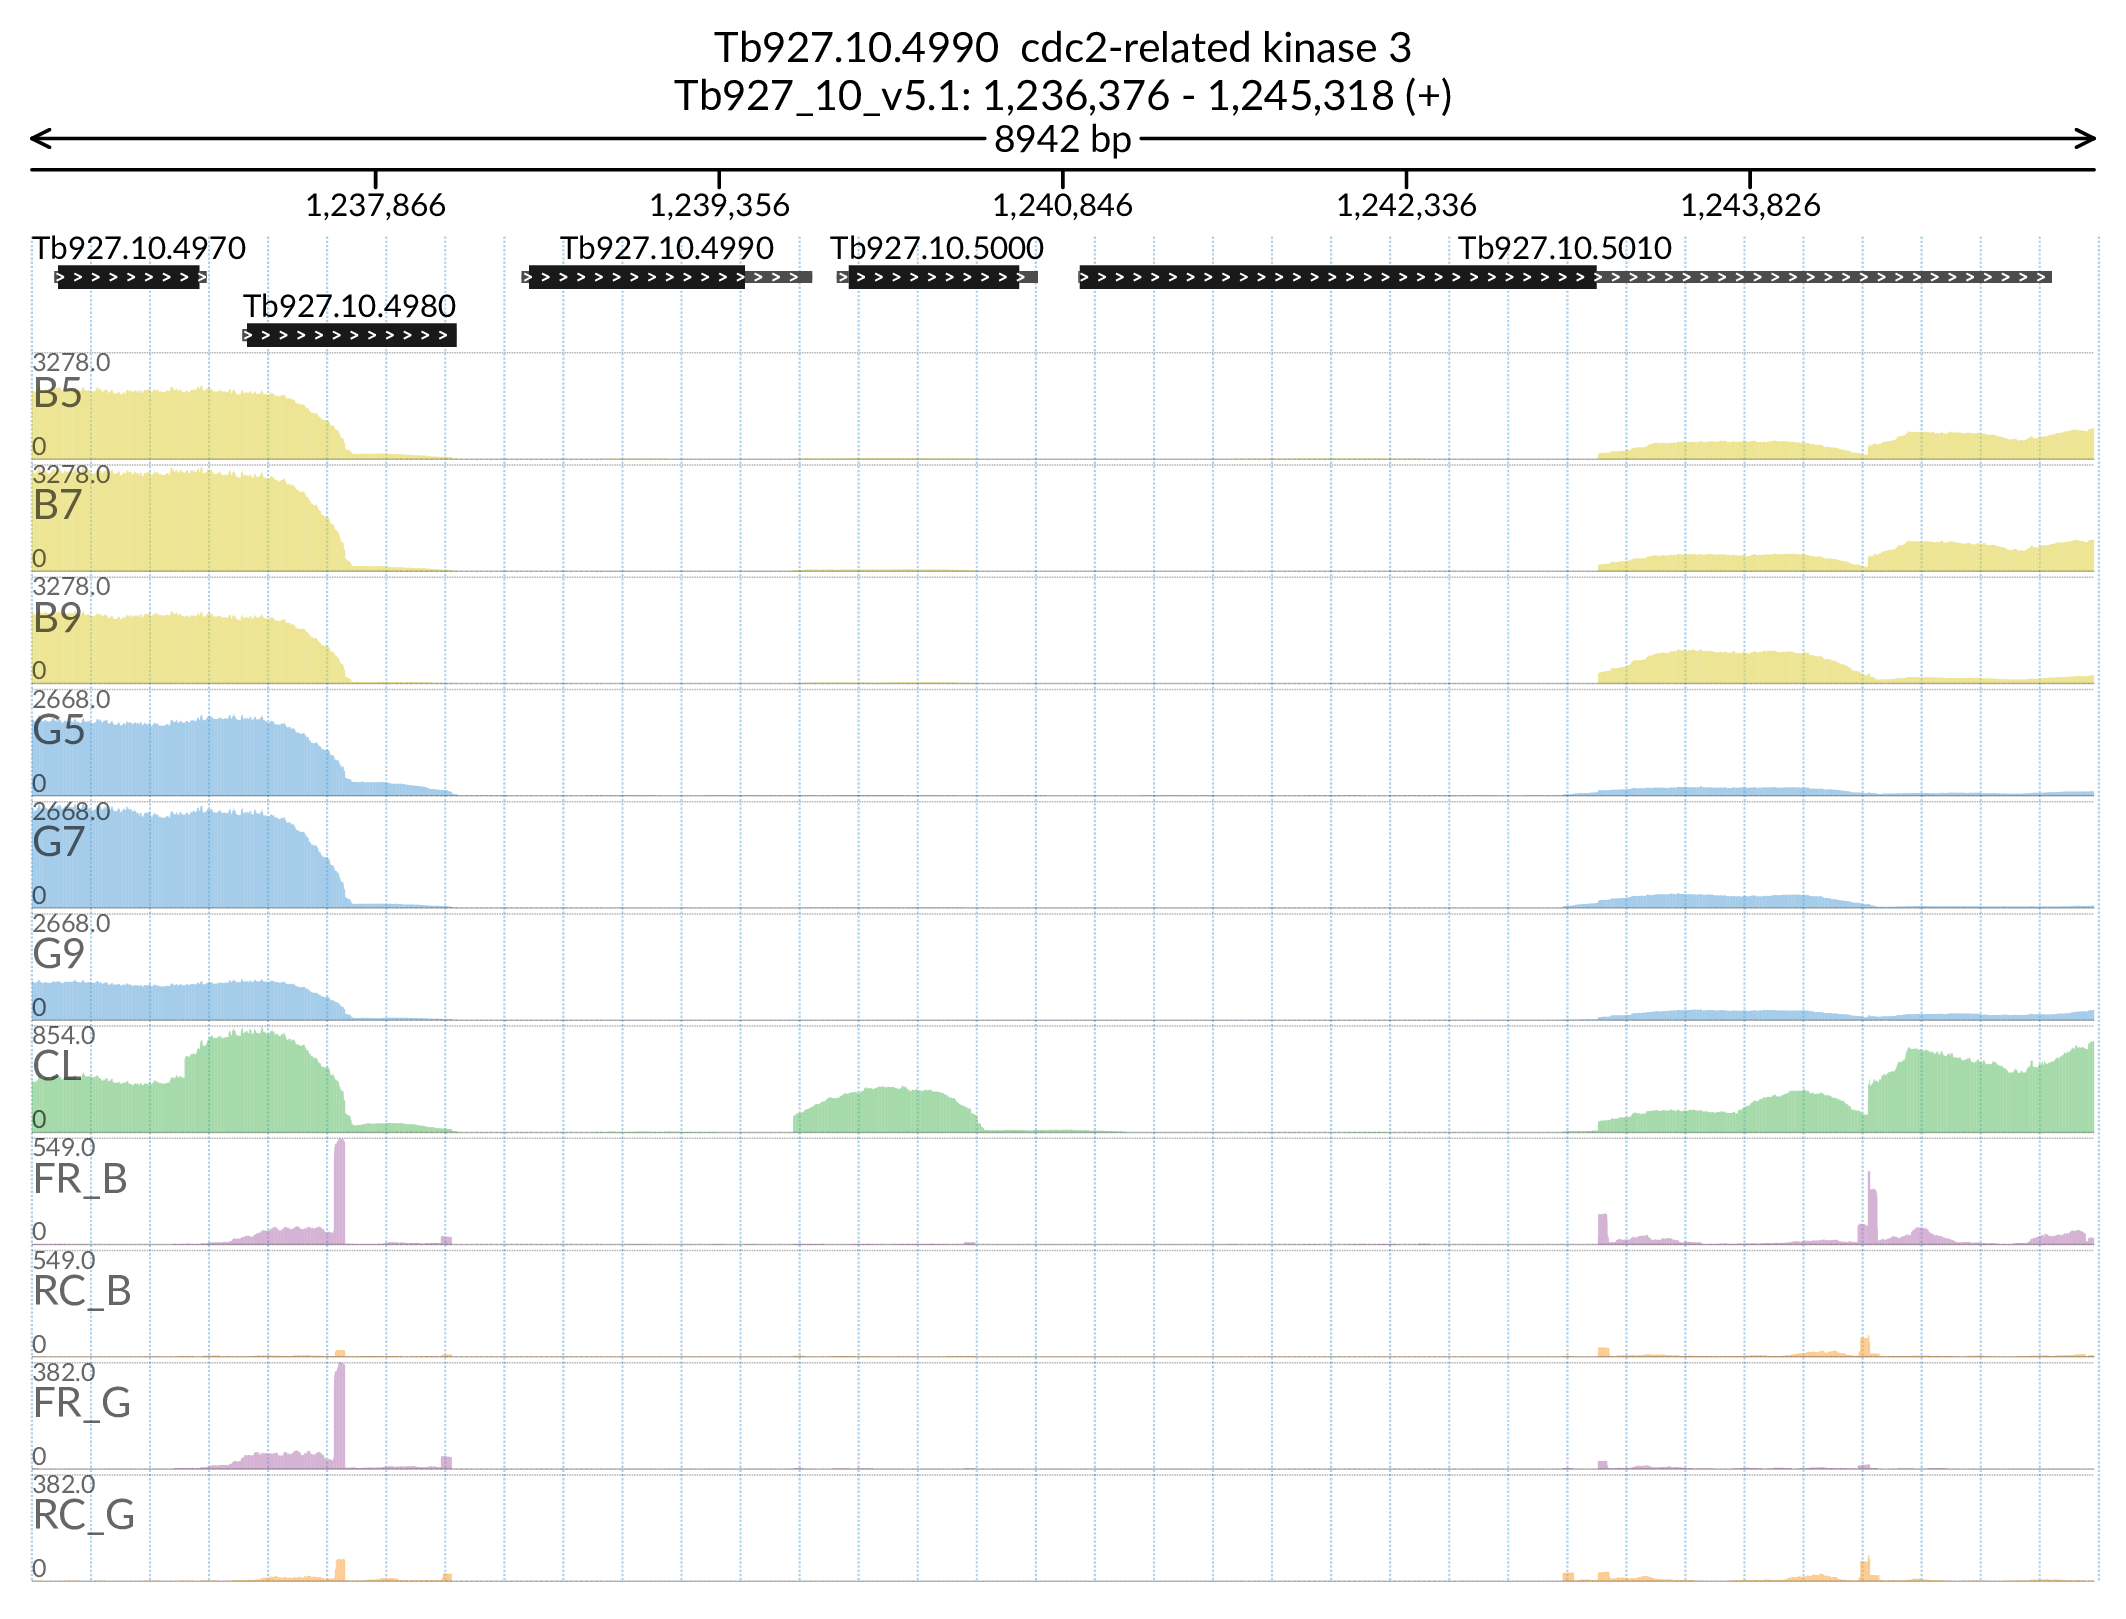 Tb927.10.4990  cdc2-related kinase 3
Tb927_10_v5.1: 1,236,376 - 1,245,318 (+)
8942 bp
1,237,866 1,239,356 1,240,846 1,242,336 1,243,826
Tb927.10.4970 Tb927.10.4990 Tb927.10.5000 Tb927.10.5010
Tb927.10.4980
3278.0
B5
0
3278.0
B7
0
3278.0
B9
0
2668.0
G5
0
2668.0
G7
0
2668.0
G9
0
854.0
CL
0
549.0
FR_B
0
549.0
RC_B
0
382.0
FR_G
0
382.0
RC_G
0